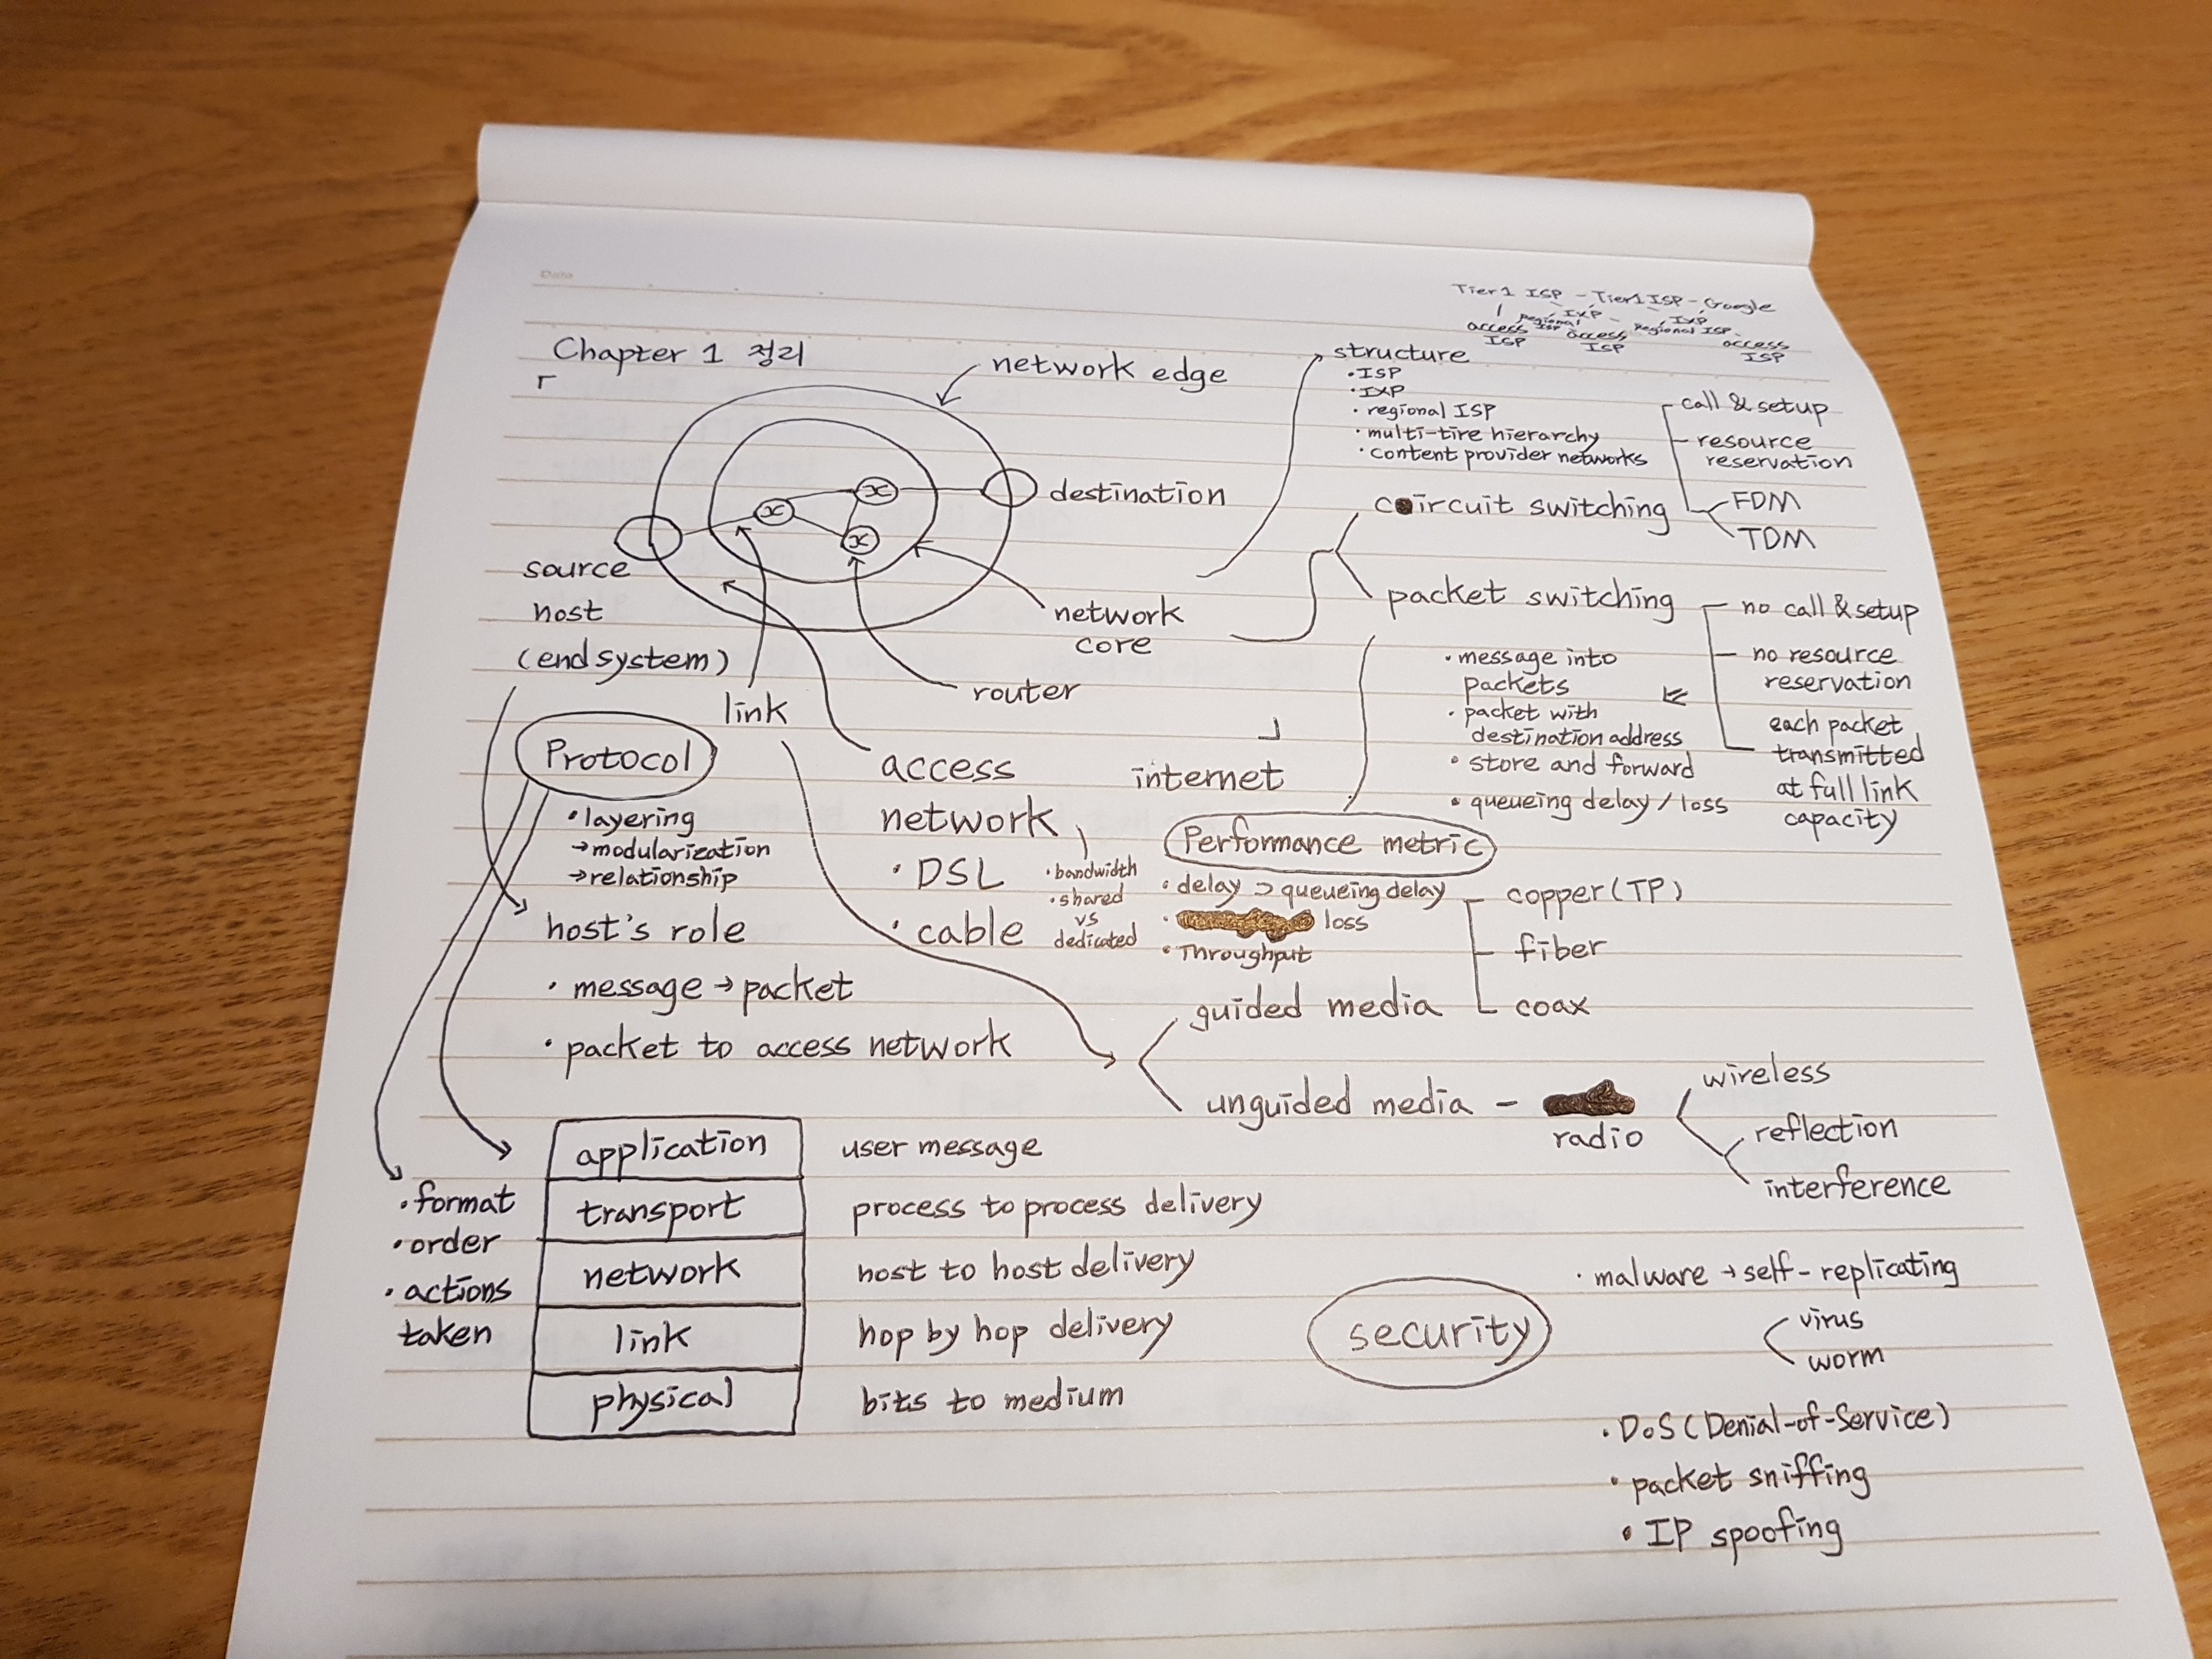 Date
Tier1 ISP - Tier1 ISP - Google
IXP IXP
Regional ISP Regional ISP
access ISP access ISP access ISP
Chapter 1 정리
network edge
structure
· ISP
· IXP
· regional ISP
· multi-tire hierarchy
· content provider networks
call & setup
resource
reservation
FDM
TDM
circuit switching
destination
source
host
(end system)
link
router
network
core
packet switching
no call & setup
no resource
reservation
each packet
transmitted
at full link
capacity
· message into
packets
· packet with
destination address
· store and forward
· queueing delay / loss
Protocol
· layering
→ modularization
→ relationship
access
network
· DSL
· cable
· bandwidth
· shared
vs
dedicated
internet
Performance metric
· delay ⊃ queueing delay
· loss
· Throughput
copper (TP)
fiber
coax
host's role
· message → packet
· packet to access network
guided media
unguided media -
radio
wireless
reflection
interference
· format
· order
· actions
taken
application user message
transport process to process delivery
network host to host delivery
link hop by hop delivery
physical bits to medium
security
· malware → self-replicating
virus
worm
· DoS (Denial-of-Service)
· packet sniffing
· IP spoofing